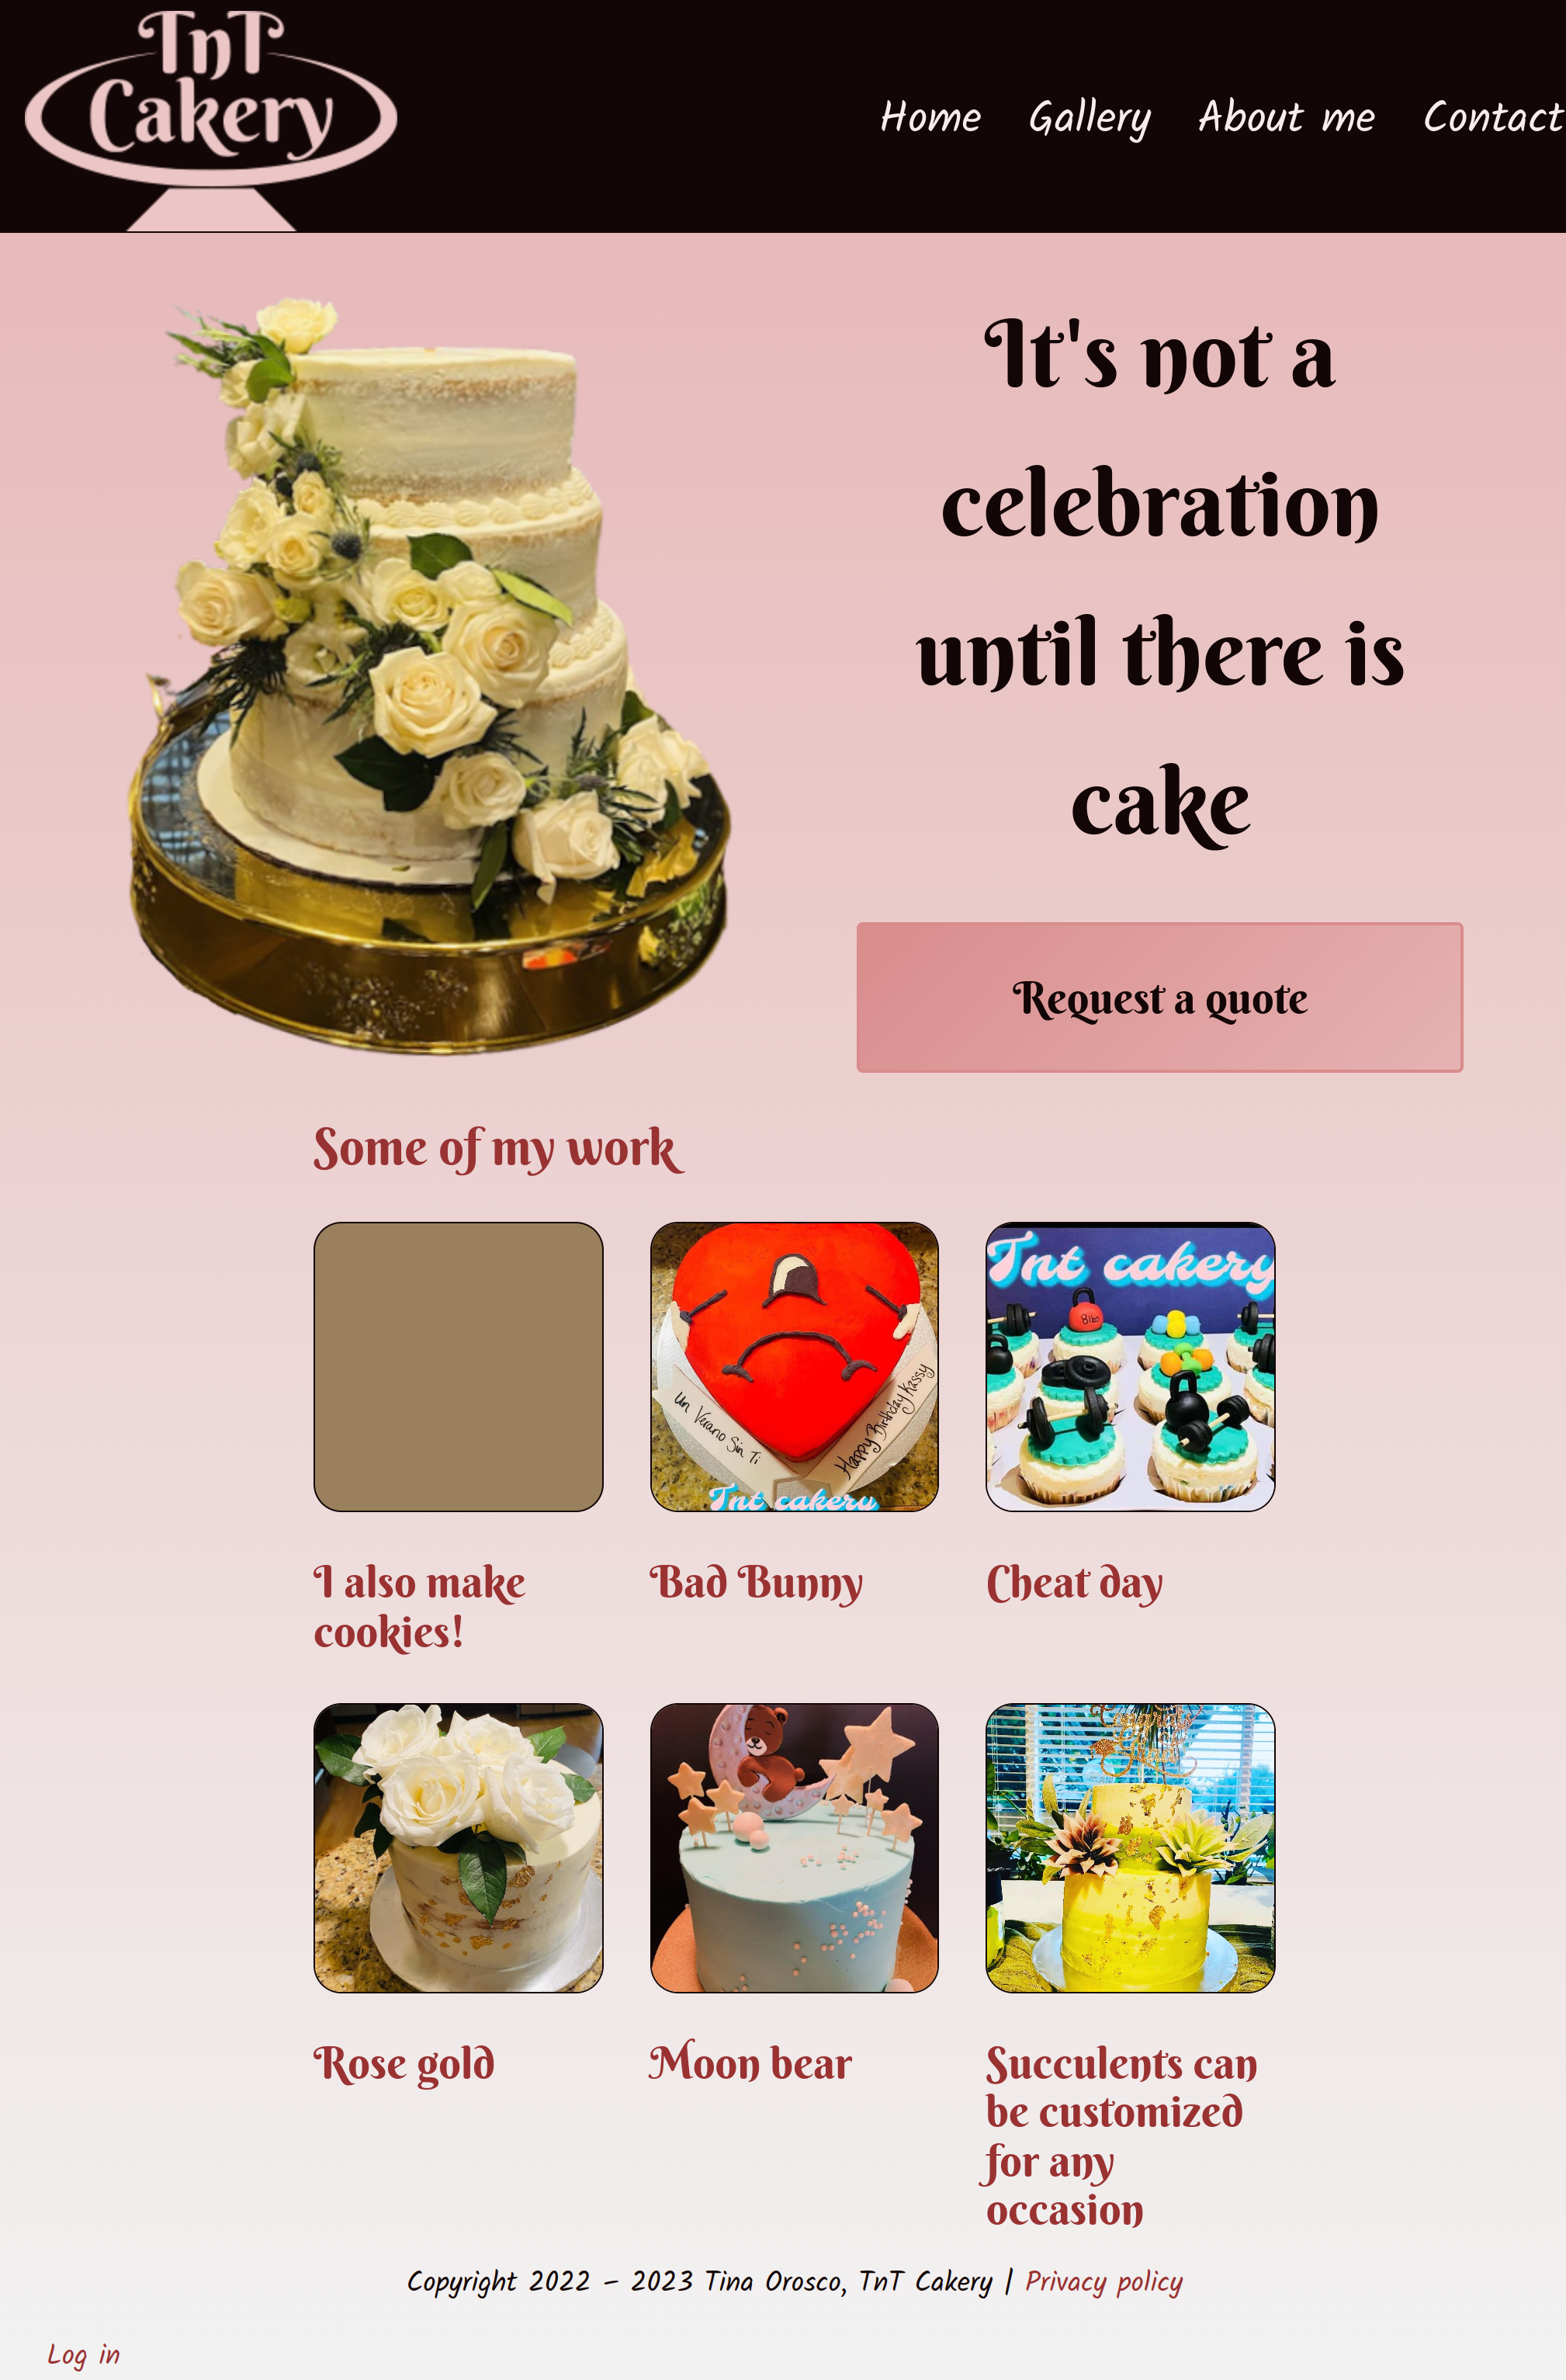 TnT
Cakery
Home Gallery About me Contact
It's not a
celebration
until there is
cake
Request a quote
Some of my work
8lbs
Un Verano Sin Ti
Happy Birthday Kassy
Tnt cakery
Tnt cakery
I also make
cookies!
Bad Bunny
Cheat day
Rose gold
Moon bear
Succulents can
be customized
for any
occasion
Copyright 2022 – 2023 Tina Orosco, TnT Cakery | Privacy policy
Log in